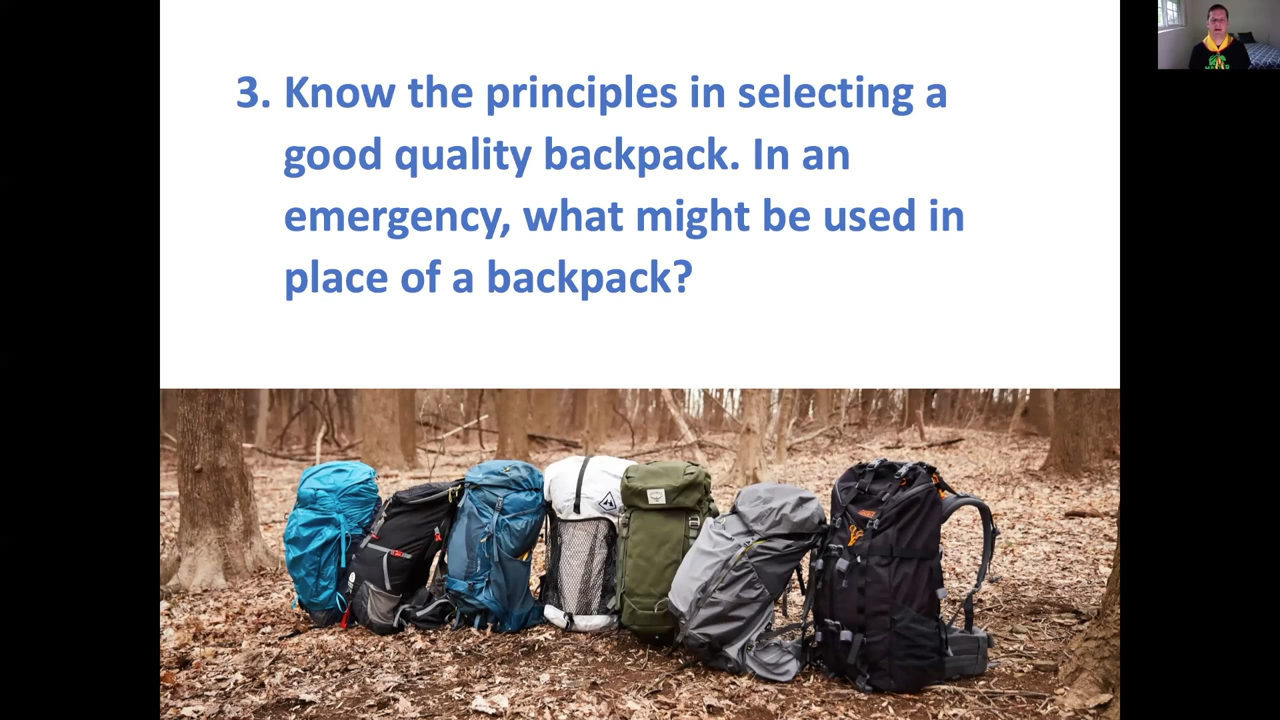 3. Know the principles in selecting a
good quality backpack. In an
emergency, what might be used in
place of a backpack?